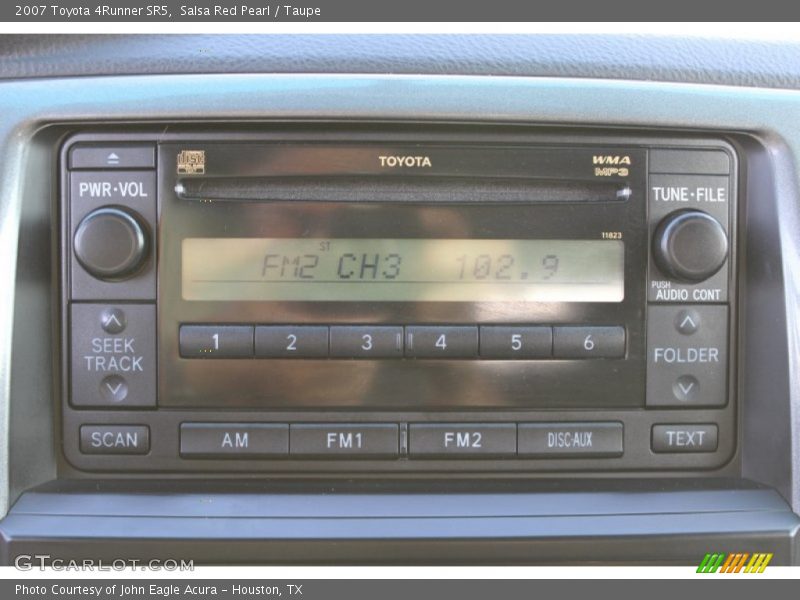 2007 Toyota 4Runner SR5, Salsa Red Pearl / Taupe
TOYOTA
WMA
MP3
PWR·VOL
TUNE·FILE
11823
ST
FM2 CH3 102.9
PUSH
AUDIO CONT
1 2 3 4 5 6
SEEK
TRACK
FOLDER
SCAN AM FM1 FM2 DISC·AUX TEXT
GTcarlot.com
Photo Courtesy of John Eagle Acura - Houston, TX